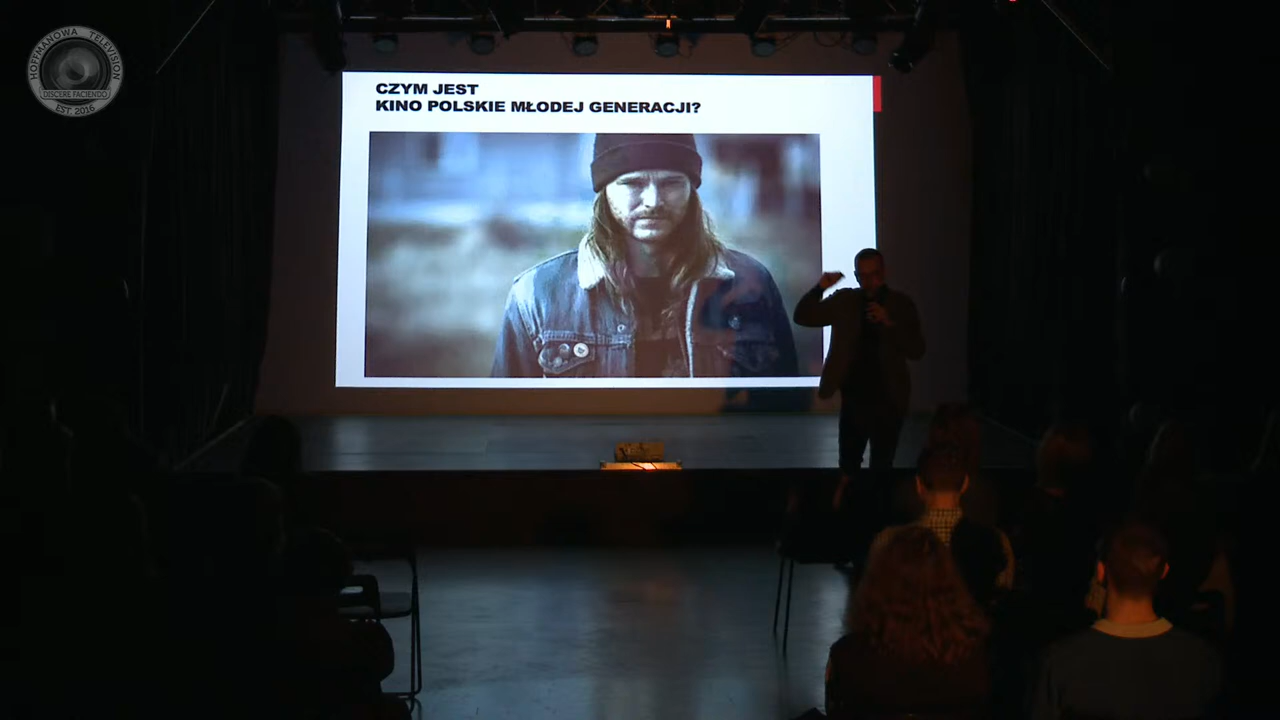 HOFFMANOWA TELEVISION
DISCERE FACIENDO
EST. 2016
CZYM JEST
KINO POLSKIE MŁODEJ GENERACJI?